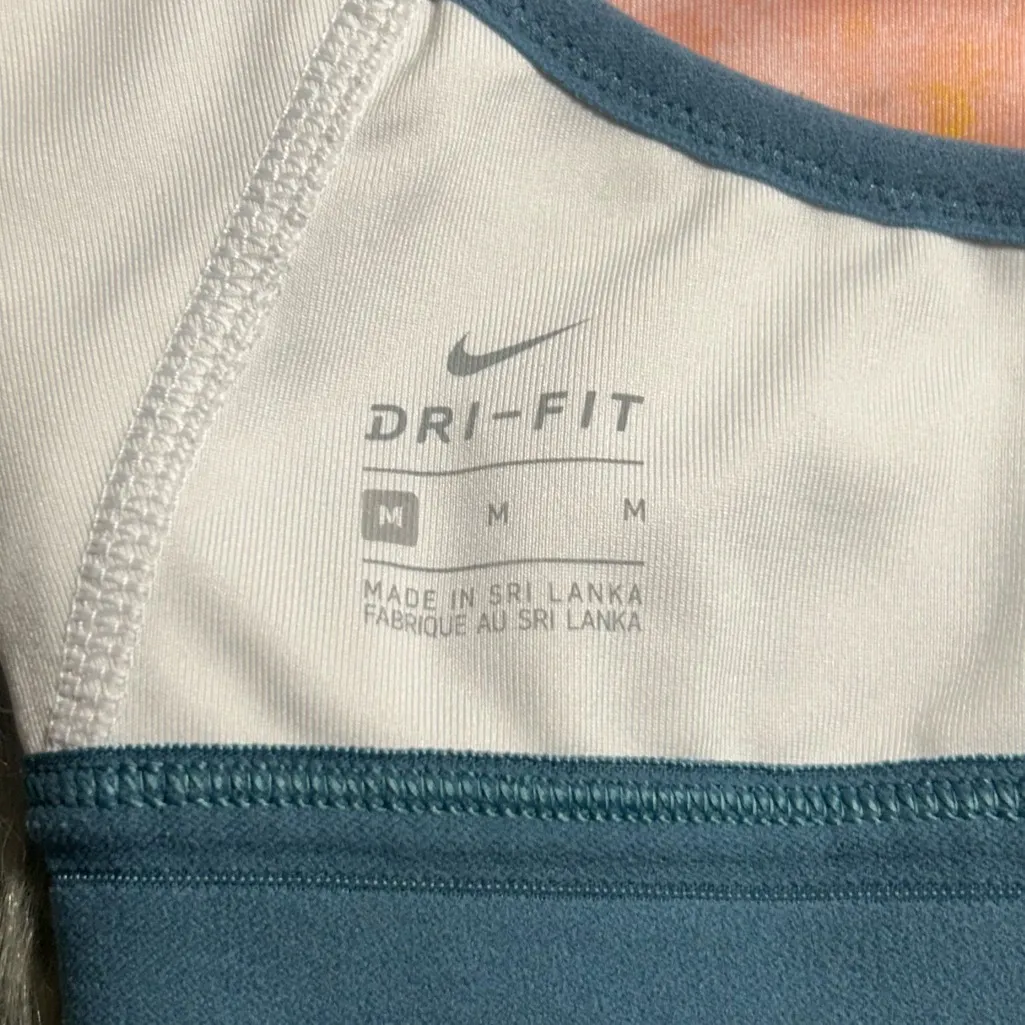 DRI-FIT
M M M
MADE IN SRI LANKA
FABRIQUE AU SRI LANKA